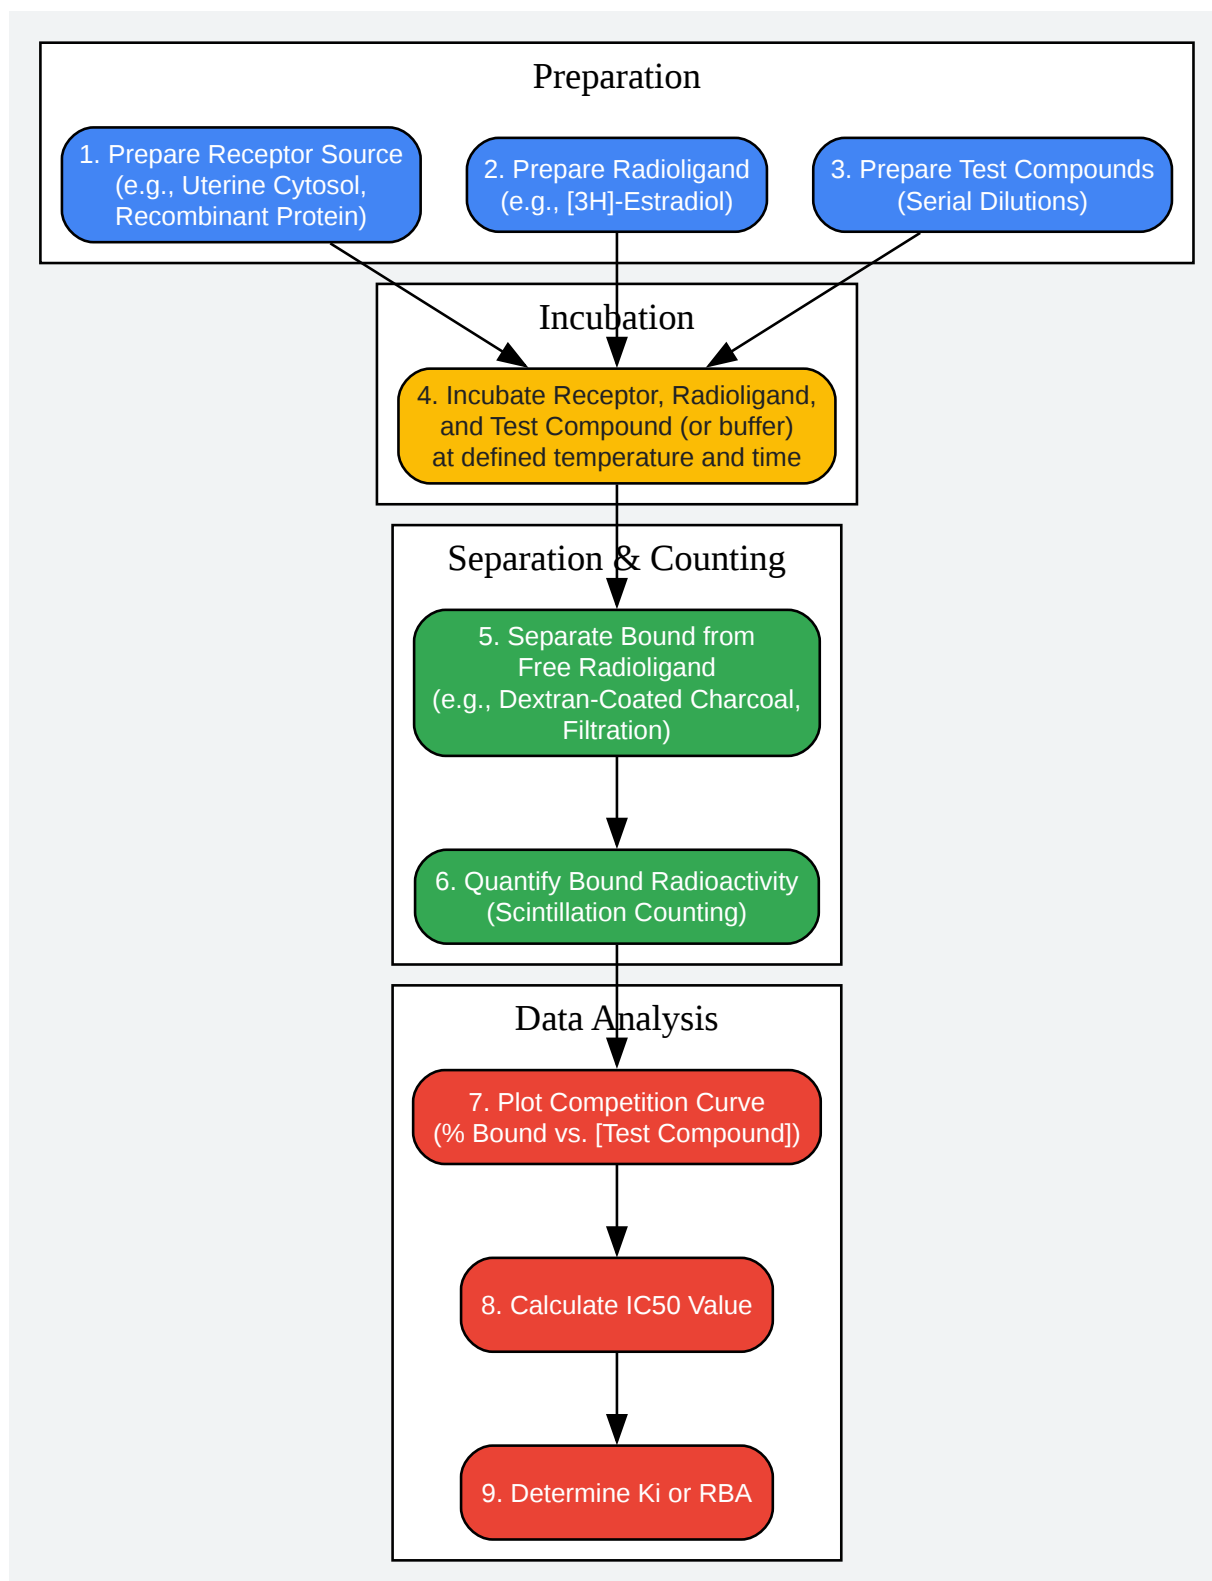 Preparation
1. Prepare Receptor Source
(e.g., Uterine Cytosol,
Recombinant Protein)
2. Prepare Radioligand
(e.g., [3H]-Estradiol)
3. Prepare Test Compounds
(Serial Dilutions)
Incubation
4. Incubate Receptor, Radioligand,
and Test Compound (or buffer)
at defined temperature and time
Separation & Counting
5. Separate Bound from
Free Radioligand
(e.g., Dextran-Coated Charcoal,
Filtration)
6. Quantify Bound Radioactivity
(Scintillation Counting)
Data Analysis
7. Plot Competition Curve
(% Bound vs. [Test Compound])
8. Calculate IC50 Value
9. Determine Ki or RBA